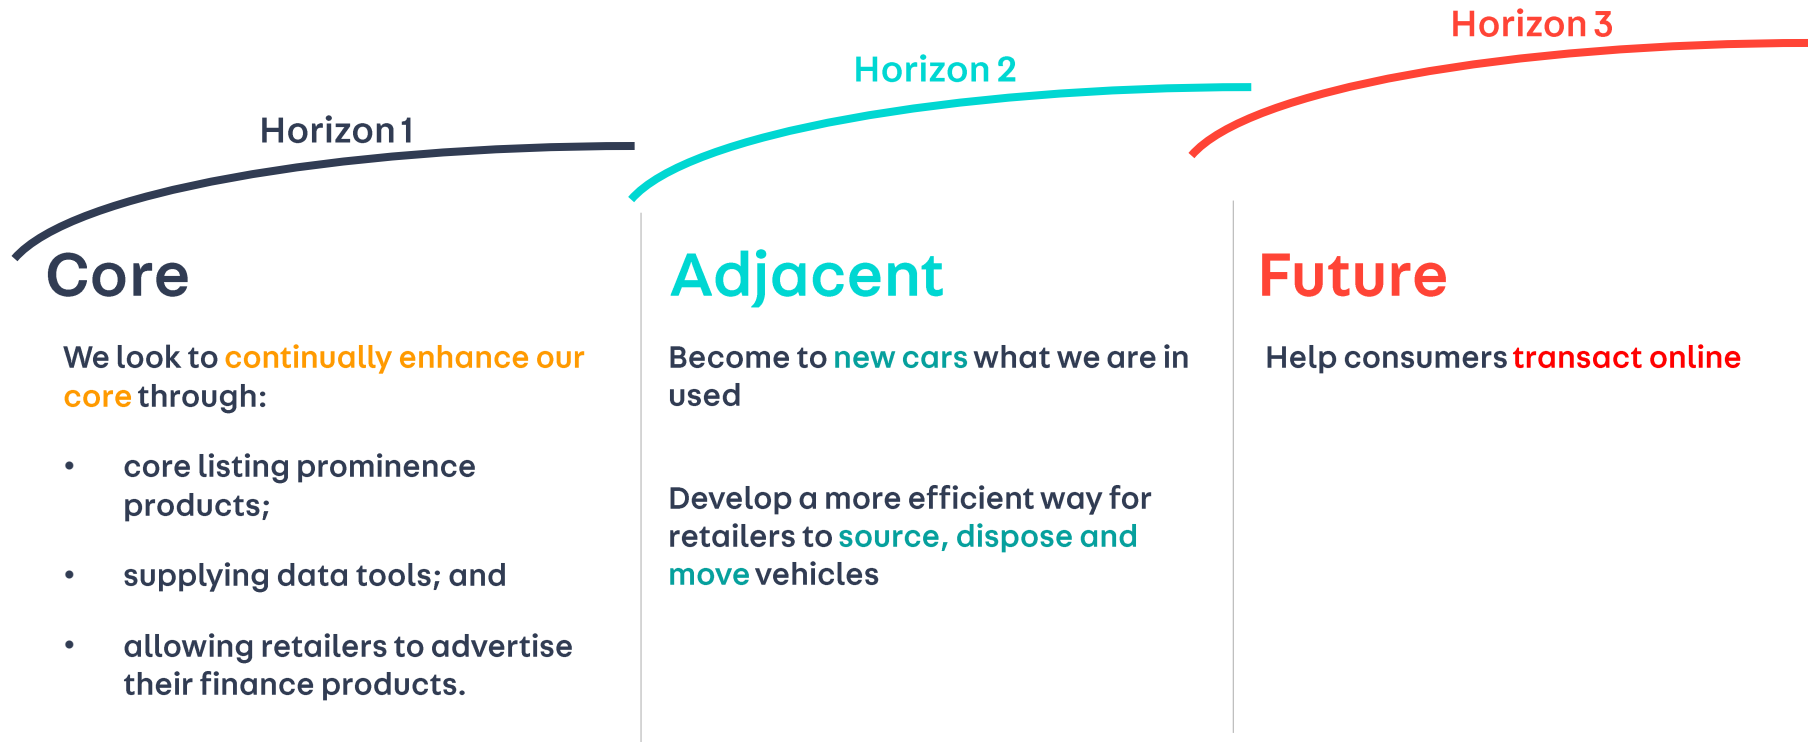 Horizon 1
Horizon 2
Horizon 3
Core
We look to continually enhance our
core through:
• core listing prominence
products;
• supplying data tools; and
• allowing retailers to advertise
their finance products.
Adjacent
Become to new cars what we are in
used
Develop a more efficient way for
retailers to source, dispose and
move vehicles
Future
Help consumers transact online